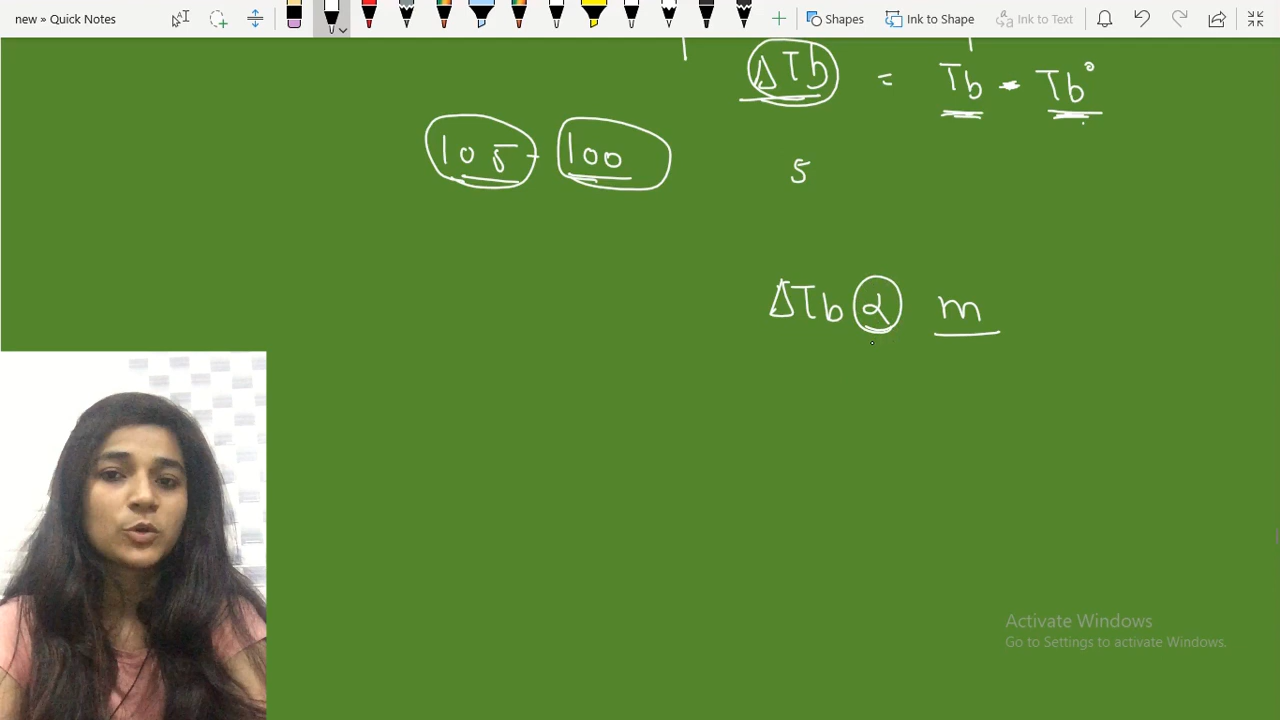 new » Quick Notes
Shapes
Ink to Shape
Ink to Text
ΔTb = Tb - Tb°
105 - 100
5
ΔTb α m
Activate Windows
Go to Settings to activate Windows.